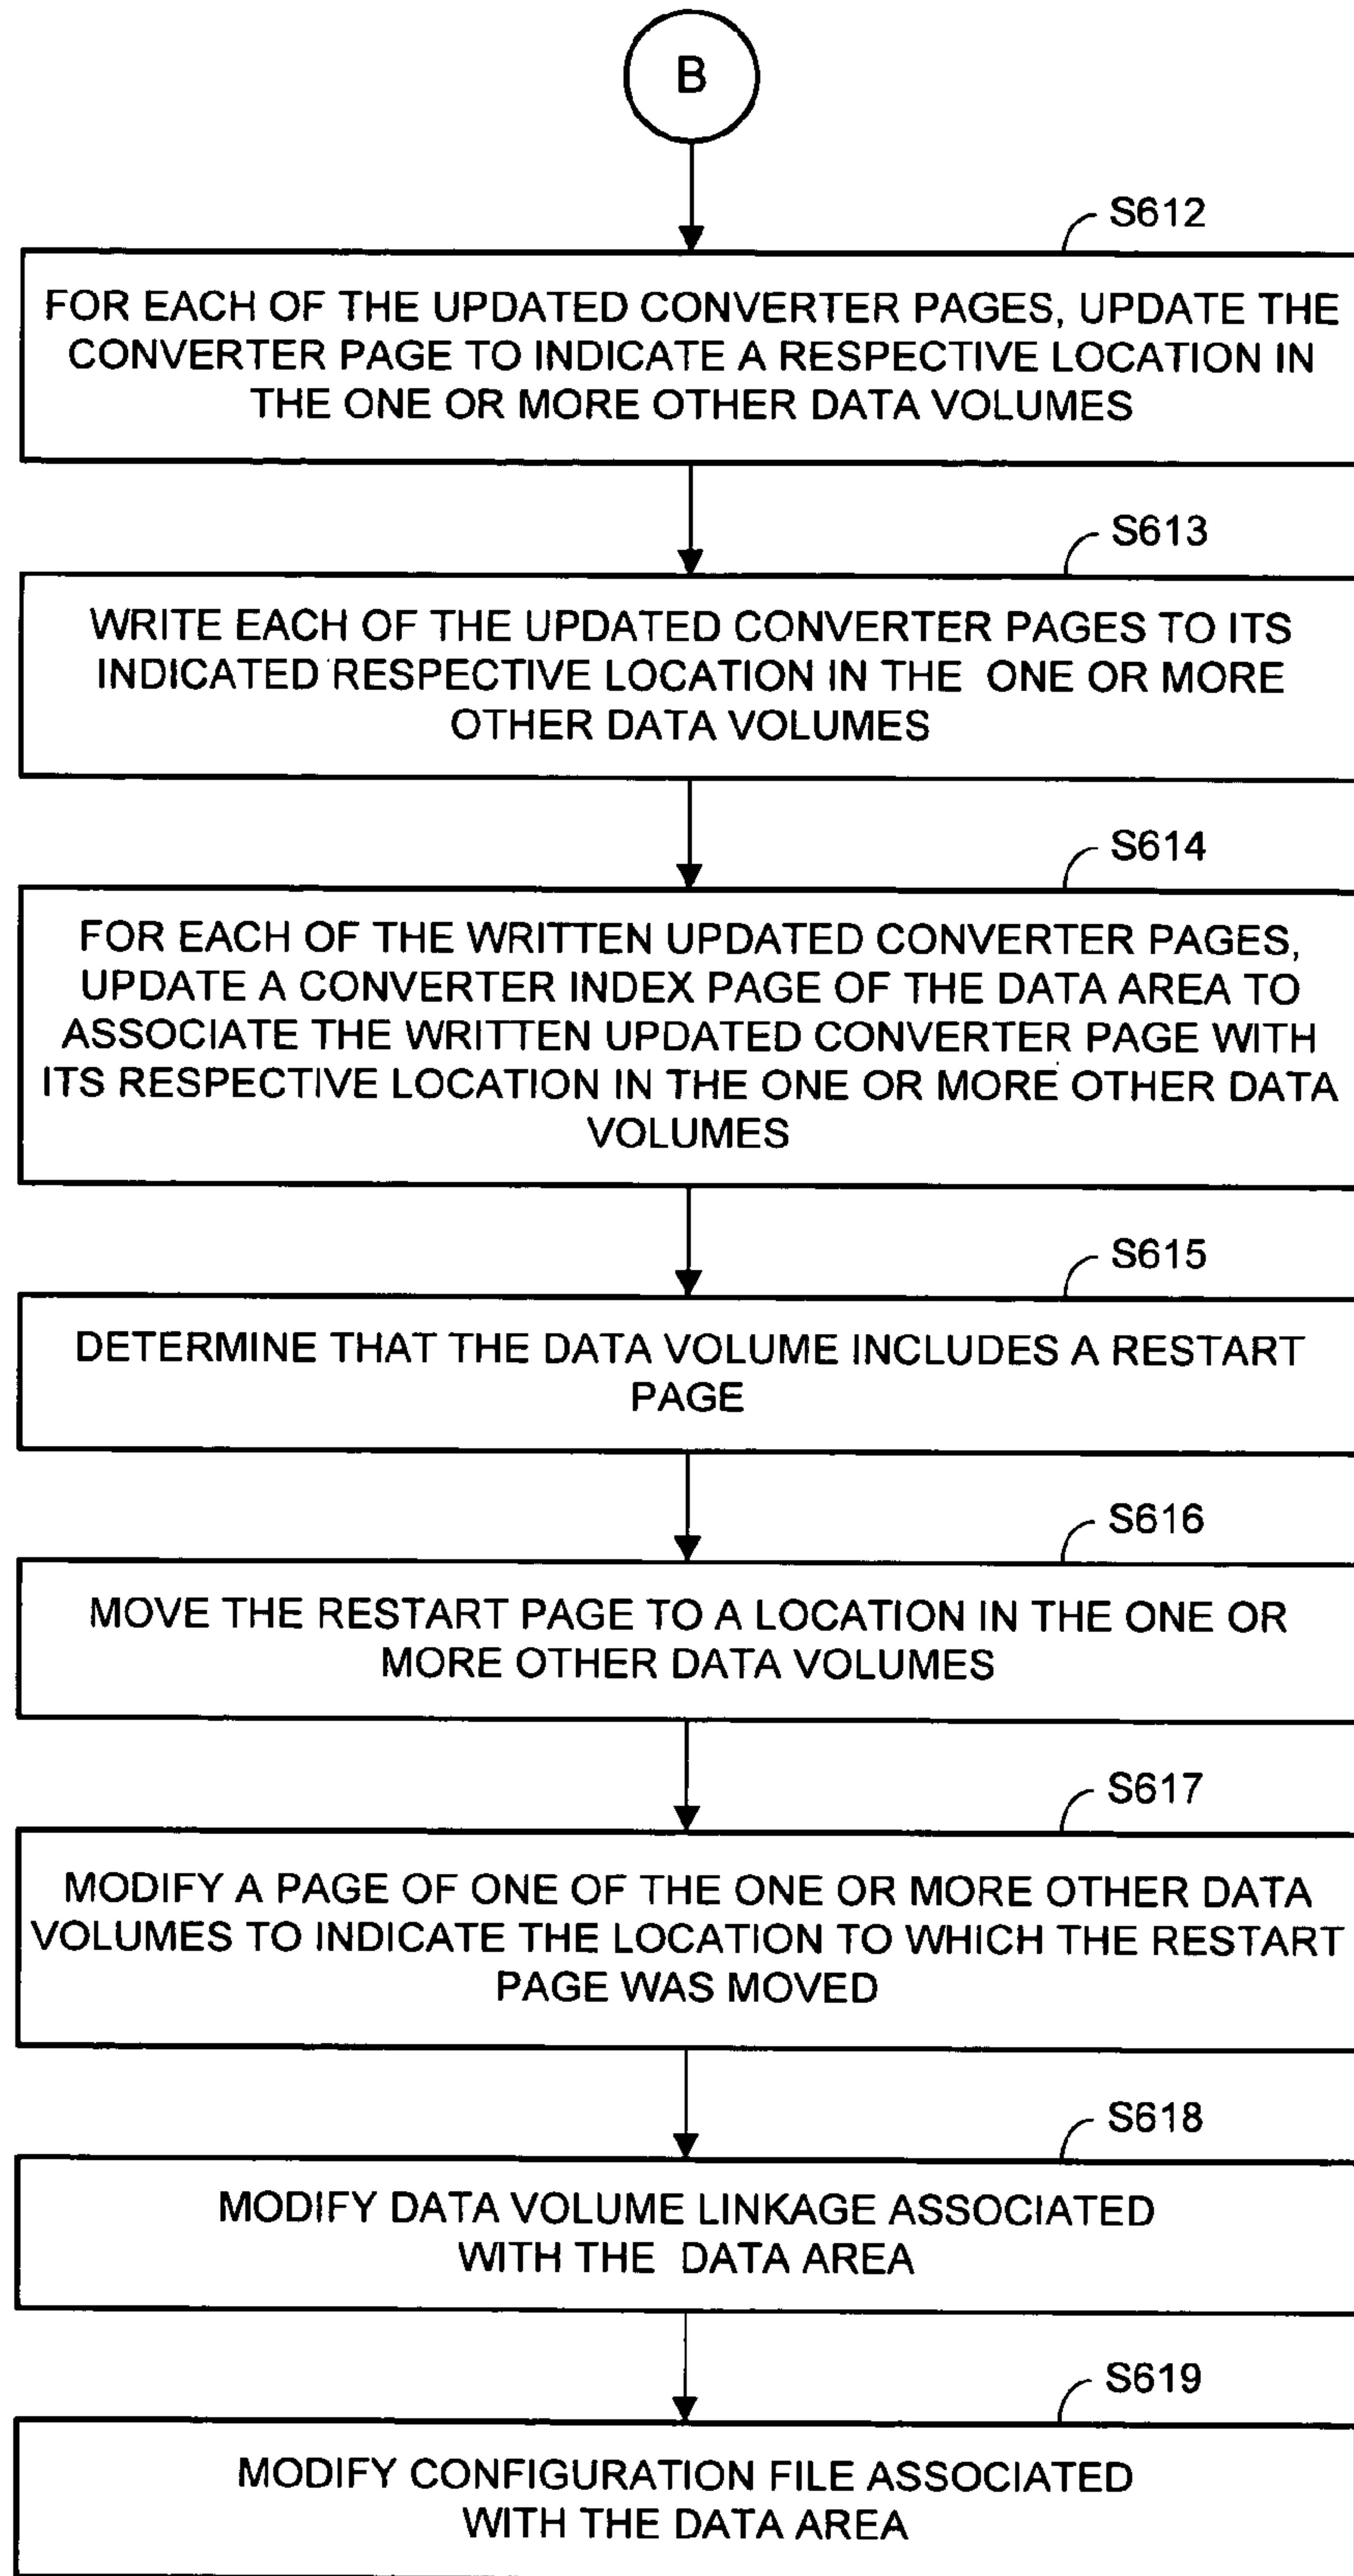 B
S612
FOR EACH OF THE UPDATED CONVERTER PAGES, UPDATE THE
CONVERTER PAGE TO INDICATE A RESPECTIVE LOCATION IN
THE ONE OR MORE OTHER DATA VOLUMES
S613
WRITE EACH OF THE UPDATED CONVERTER PAGES TO ITS
INDICATED RESPECTIVE LOCATION IN THE ONE OR MORE
OTHER DATA VOLUMES
S614
FOR EACH OF THE WRITTEN UPDATED CONVERTER PAGES,
UPDATE A CONVERTER INDEX PAGE OF THE DATA AREA TO
ASSOCIATE THE WRITTEN UPDATED CONVERTER PAGE WITH
ITS RESPECTIVE LOCATION IN THE ONE OR MORE OTHER DATA
VOLUMES
S615
DETERMINE THAT THE DATA VOLUME INCLUDES A RESTART
PAGE
S616
MOVE THE RESTART PAGE TO A LOCATION IN THE ONE OR
MORE OTHER DATA VOLUMES
S617
MODIFY A PAGE OF ONE OF THE ONE OR MORE OTHER DATA
VOLUMES TO INDICATE THE LOCATION TO WHICH THE RESTART
PAGE WAS MOVED
S618
MODIFY DATA VOLUME LINKAGE ASSOCIATED
WITH THE DATA AREA
S619
MODIFY CONFIGURATION FILE ASSOCIATED
WITH THE DATA AREA